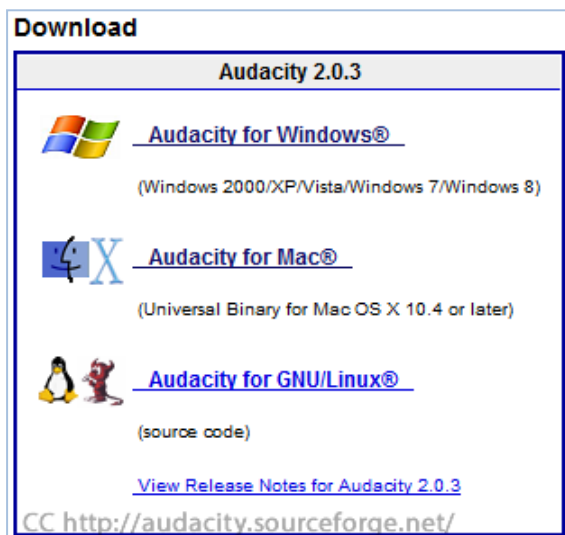 Download
Audacity 2.0.3
Audacity for Windows®
(Windows 2000/XP/Vista/Windows 7/Windows 8)
X
Audacity for Mac®
(Universal Binary for Mac OS X 10.4 or later)
Audacity for GNU/Linux®
(source code)
View Release Notes for Audacity 2.0.3
CC http://audacity.sourceforge.net/